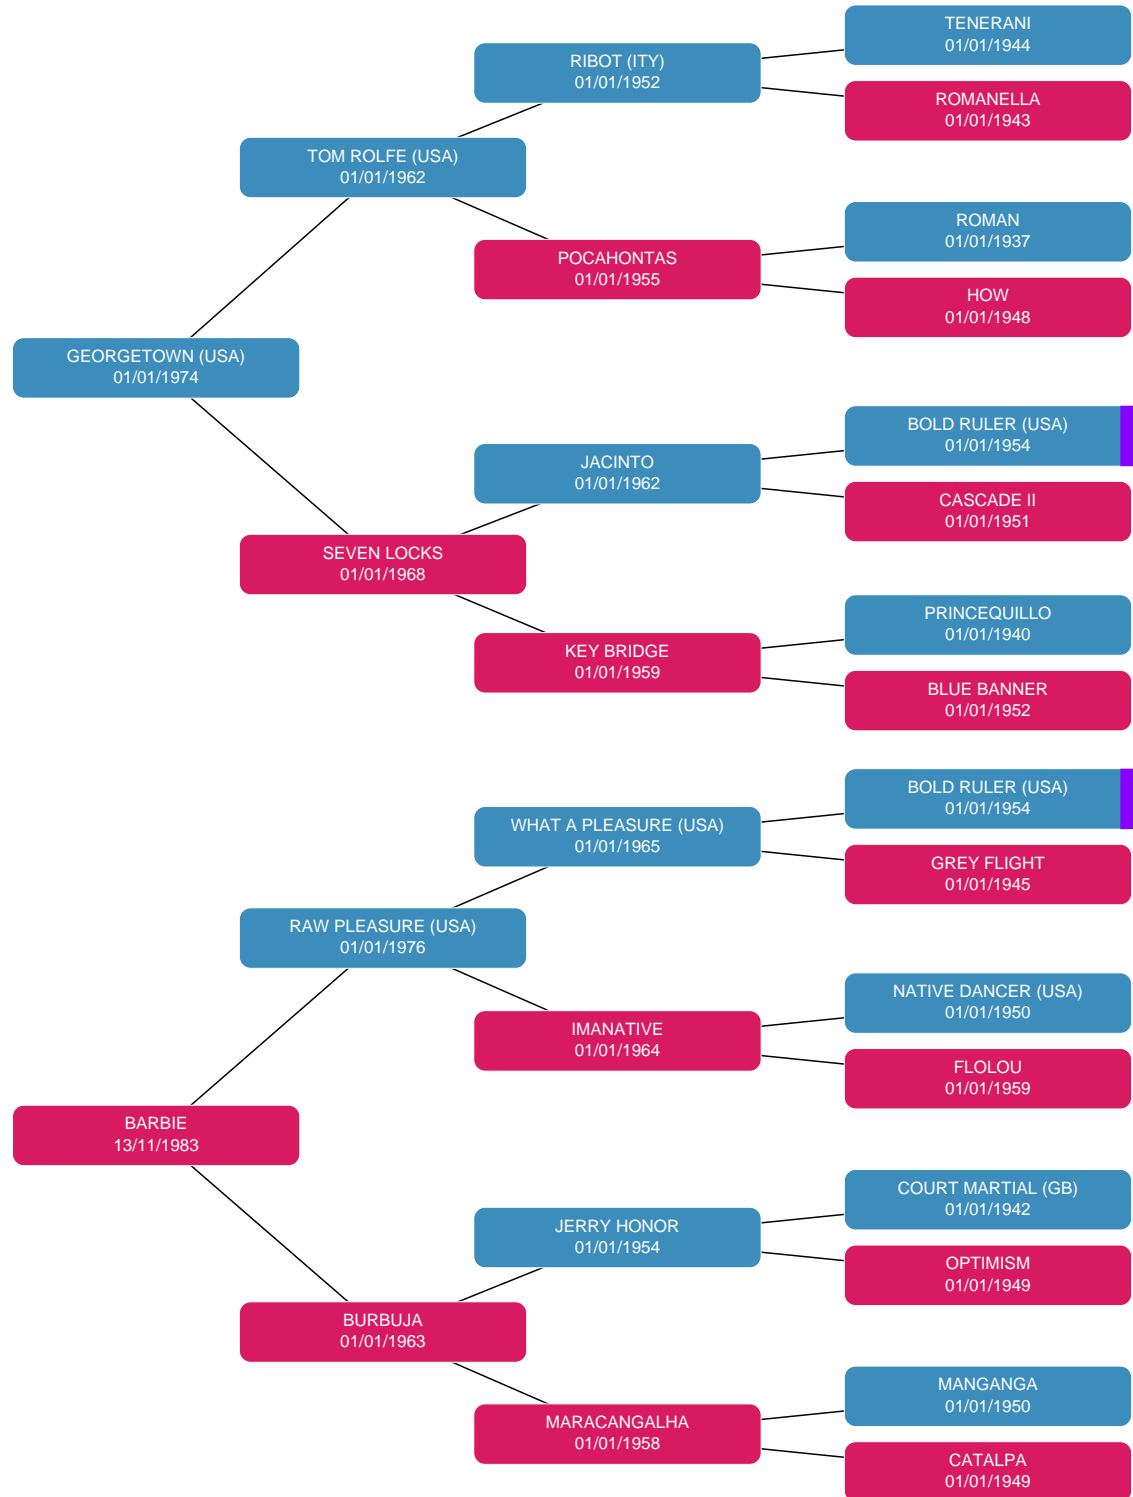 TENERANI
01/01/1944
RIBOT (ITY)
01/01/1952
ROMANELLA
01/01/1943
TOM ROLFE (USA)
01/01/1962
ROMAN
01/01/1937
POCAHONTAS
01/01/1955
HOW
01/01/1948
GEORGETOWN (USA)
01/01/1974
BOLD RULER (USA)
01/01/1954
JACINTO
01/01/1962
CASCADE II
01/01/1951
SEVEN LOCKS
01/01/1968
PRINCEQUILLO
01/01/1940
KEY BRIDGE
01/01/1959
BLUE BANNER
01/01/1952
BOLD RULER (USA)
01/01/1954
WHAT A PLEASURE (USA)
01/01/1965
GREY FLIGHT
01/01/1945
RAW PLEASURE (USA)
01/01/1976
NATIVE DANCER (USA)
01/01/1950
IMANATIVE
01/01/1964
FLOLOU
01/01/1959
BARBIE
13/11/1983
COURT MARTIAL (GB)
01/01/1942
JERRY HONOR
01/01/1954
OPTIMISM
01/01/1949
BURBUJA
01/01/1963
MANGANGA
01/01/1950
MARACANGALHA
01/01/1958
CATALPA
01/01/1949